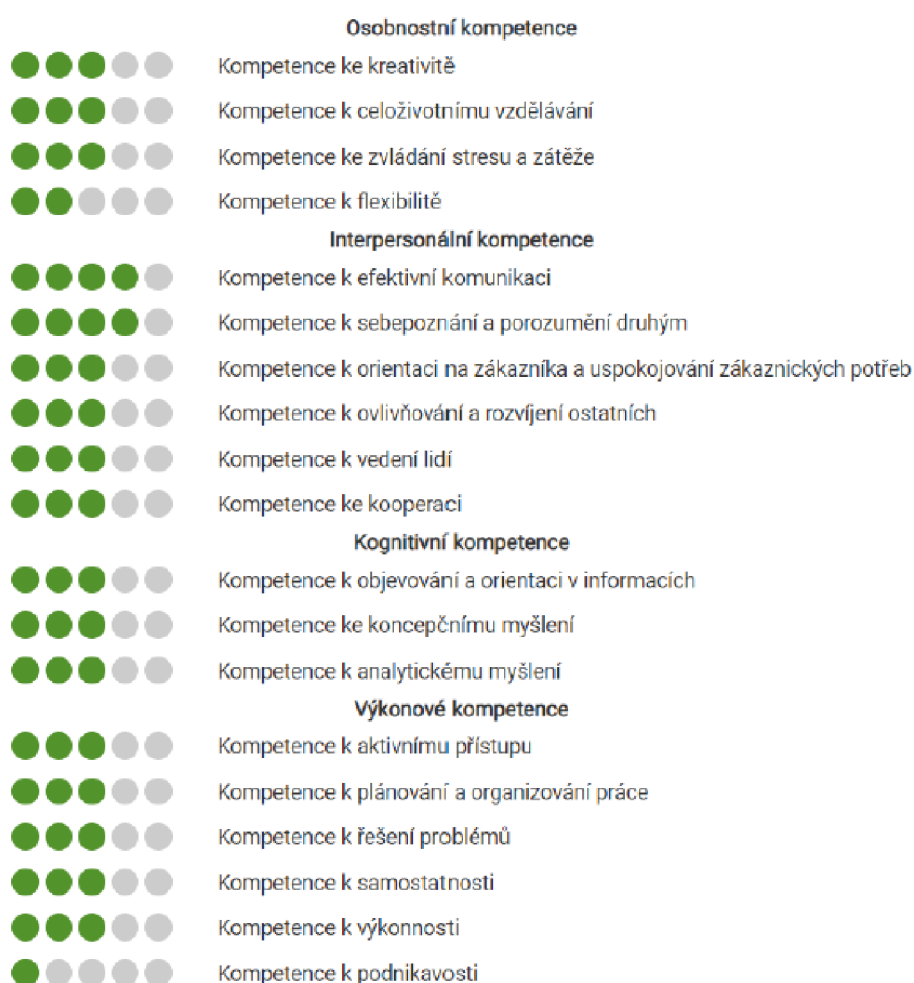 Osobnostní kompetence
Kompetence ke kreativitě
Kompetence k celoživotnímu vzdělávání
Kompetence ke zvládání stresu a zátěže
Kompetence k flexibilitě
Interpersonální kompetence
Kompetence k efektivní komunikaci
Kompetence k sebepoznání a porozumění druhým
Kompetence k orientaci na zákazníka a uspokojování zákaznických potřeb
Kompetence k ovlivňování a rozvíjení ostatních
Kompetence k vedení lidí
Kompetence ke kooperaci
Kognitivní kompetence
Kompetence k objevování a orientaci v informacích
Kompetence ke koncepčnímu myšlení
Kompetence k analytickému myšlení
Výkonové kompetence
Kompetence k aktivnímu přístupu
Kompetence k plánování a organizování práce
Kompetence k řešení problémů
Kompetence k samostatnosti
Kompetence k výkonnosti
Kompetence k podnikavosti